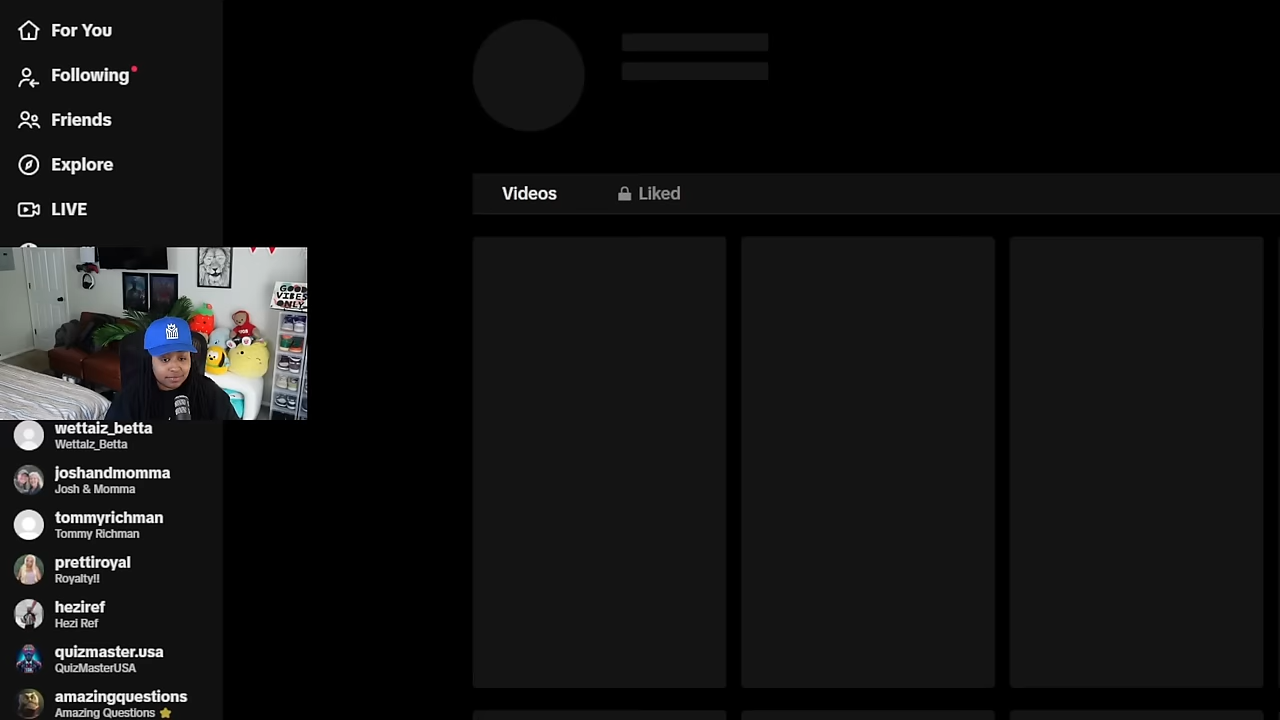 For You
Following
Friends
Explore
LIVE
Videos
Liked
GOOD
VIBES
ONLY
wettaiz_betta
Wettalz_Betta
joshandmomma
Josh & Momma
tommyrichman
Tommy Richman
prettiroyal
Royalty!!
heziref
Hezi Ref
quizmaster.usa
QuizMasterUSA
amazingquestions
Amazing Questions ⭐